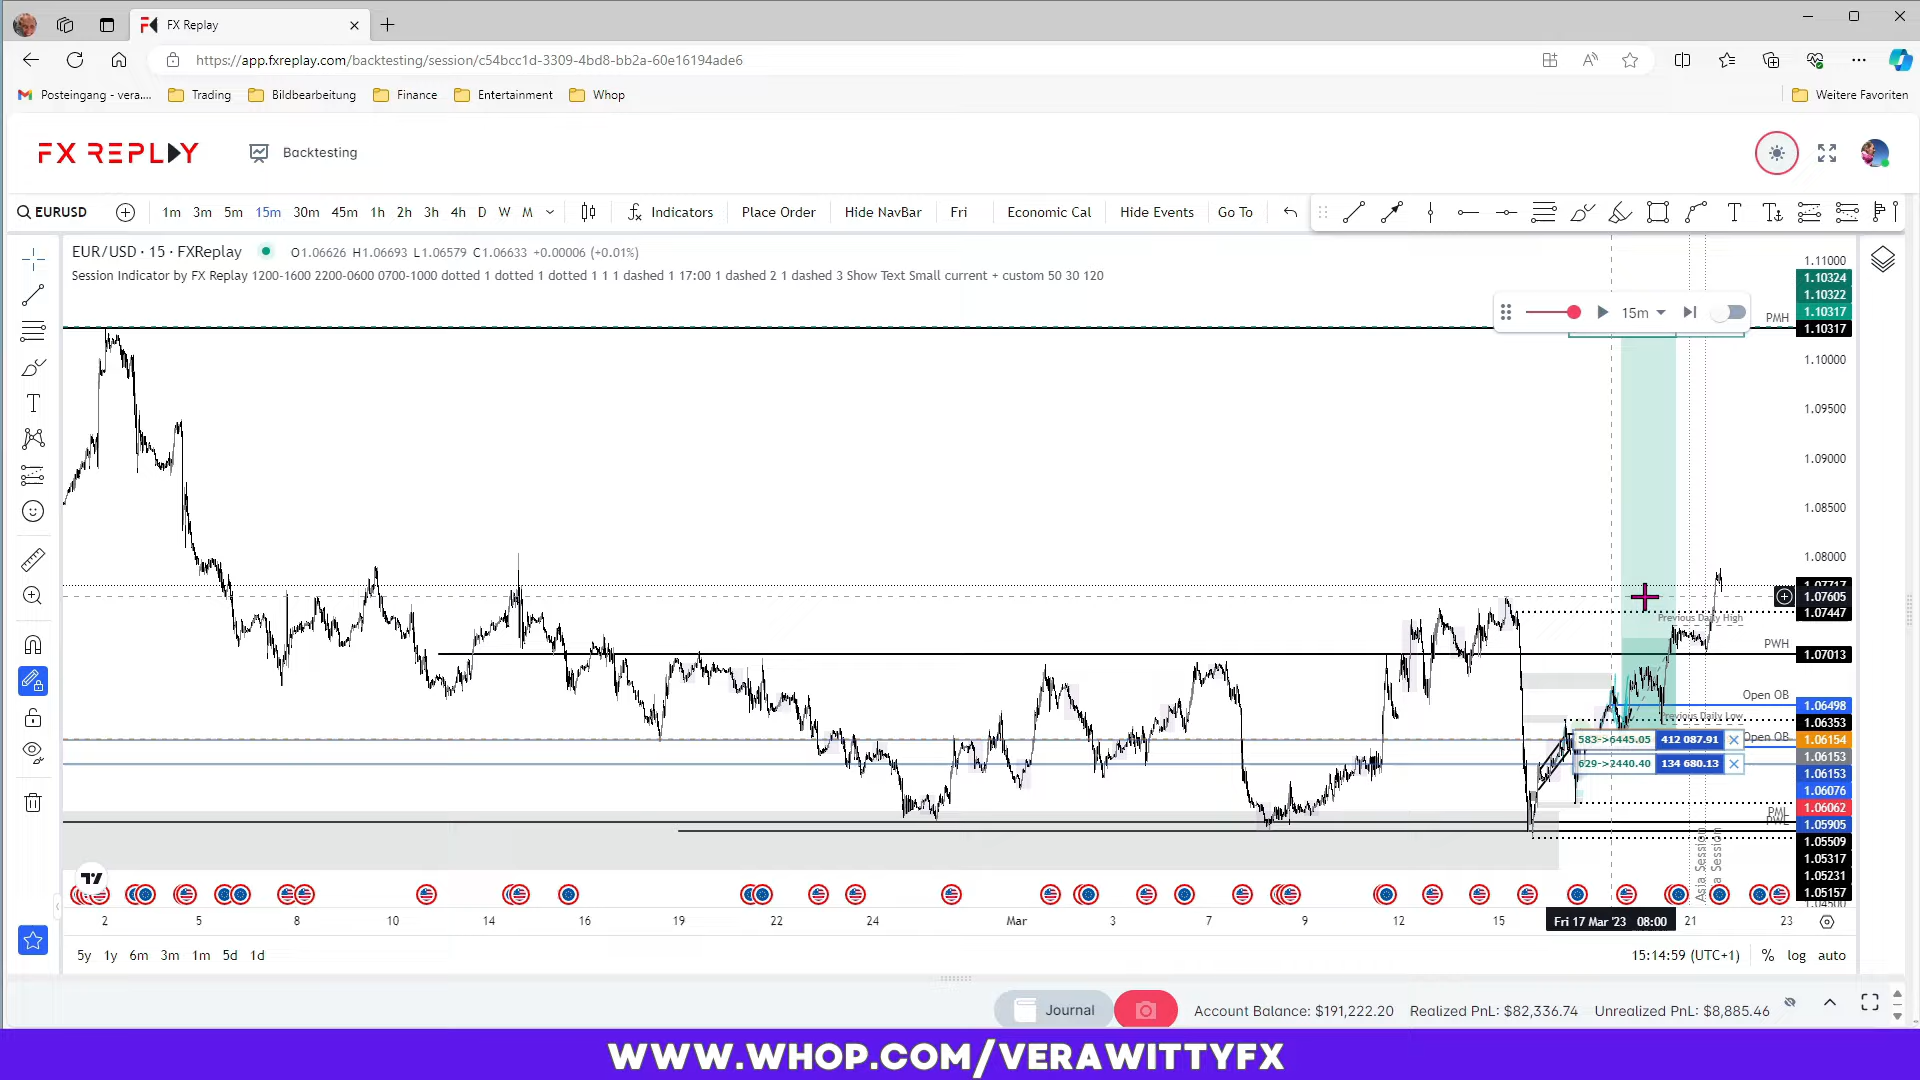 FX Replay
https://app.fxreplay.com/backtesting/session/c54bcc1d-3309-4bd8-bb2a-60e16194ade6
Posteingang - vera.... Trading Bildbearbeitung Finance Entertainment Whop Weitere Favoriten
FX REPLAY Backtesting
EURUSD 1m 3m 5m 15m 30m 45m 1h 2h 3h 4h D W M Indicators Place Order Hide NavBar Fri Economic Cal Hide Events Go To
EUR/USD · 15 · FXReplay O1.06626 H1.06693 L1.06579 C1.06633 +0.00006 (+0.01%)
Session Indicator by FX Replay 1200-1600 2200-0600 0700-1000 dotted 1 dotted 1 dotted 1 1 1 dashed 1 17:00 1 dashed 2 1 dashed 3 Show Text Small current + custom 50 30 120
1.11000
1.10324
1.10322
15m
PMH
1.10317
1.10317
1.10000
1.09500
1.09000
1.08500
1.08000
1.07717
1.07605
1.07447
Previous Daily High
PWH
1.07013
Open OB
1.06498
Previous Daily Low
1.06353
Open OB
583->6445.05 412 087.91
1.06154
1.06153
629->2440.40 134 680.13
1.06153
1.06076
1.06062
PML
PWL
1.05905
1.05509
1.05317
1.05231
1.05157
Asia Session
a Session
2 5 8 10 14 16 19 22 24 Mar 3 7 9 12 15 Fri 17 Mar '23 08:00 21 23
5y 1y 6m 3m 1m 5d 1d 15:14:59 (UTC+1) % log auto
Journal Account Balance: $191,222.20 Realized PnL: $82,336.74 Unrealized PnL: $8,885.46
WWW.WHOP.COM/VERAWITTYFX